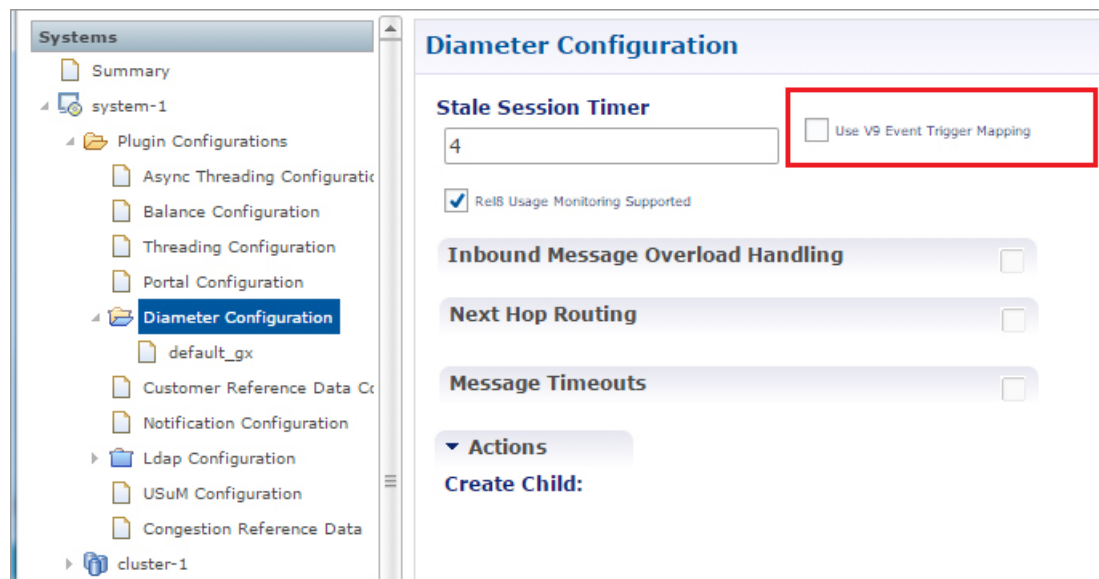 Systems
Summary
system-1
Plugin Configurations
Async Threading Configuratio
Balance Configuration
Threading Configuration
Portal Configuration
Diameter Configuration
default_gx
Customer Reference Data Co
Notification Configuration
Ldap Configuration
USuM Configuration
Congestion Reference Data
cluster-1
Diameter Configuration
Stale Session Timer
4
Use V9 Event Trigger Mapping
Rel8 Usage Monitoring Supported
Inbound Message Overload Handling
Next Hop Routing
Message Timeouts
Actions
Create Child: